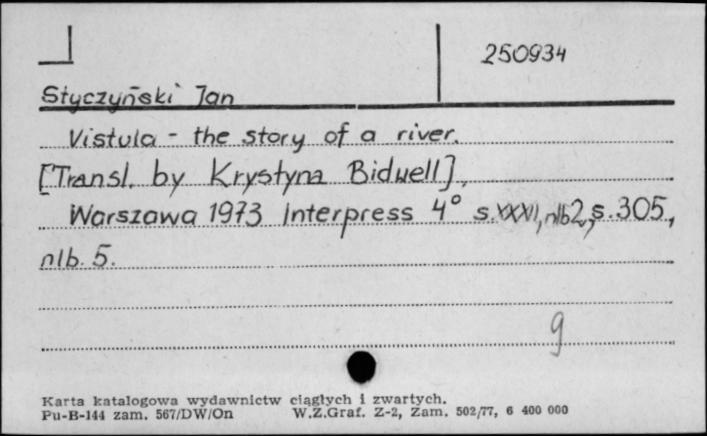 250934
Styczyński Jan
Vistula - the story of a river.
[Transl. by Krystyna Bidwell].
Warszawa 1973 Interpress 4° s.XXXI, nlb2, s.305,
nlb. 5.
9
Karta katalogowa wydawnictw ciągłych i zwartych.
Pu-B-144 zam. 567/DW/On W.Z.Graf. Z-2, Zam. 502/77, 6 400 000